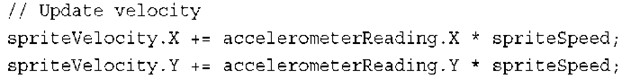 // Update velocity
spriteVelocity.X += accelerometerReading.X * spriteSpeed;
spriteVelocity.Y += accelerometerReading.Y * spriteSpeed;